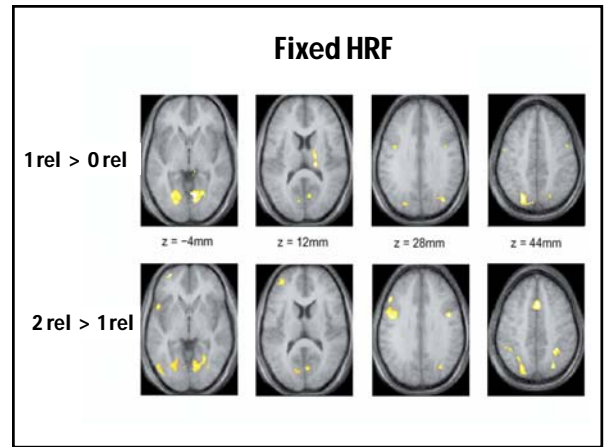 Fixed HRF
1 rel > 0 rel
z = −4mm z = 12mm z = 28mm z = 44mm
2 rel > 1 rel